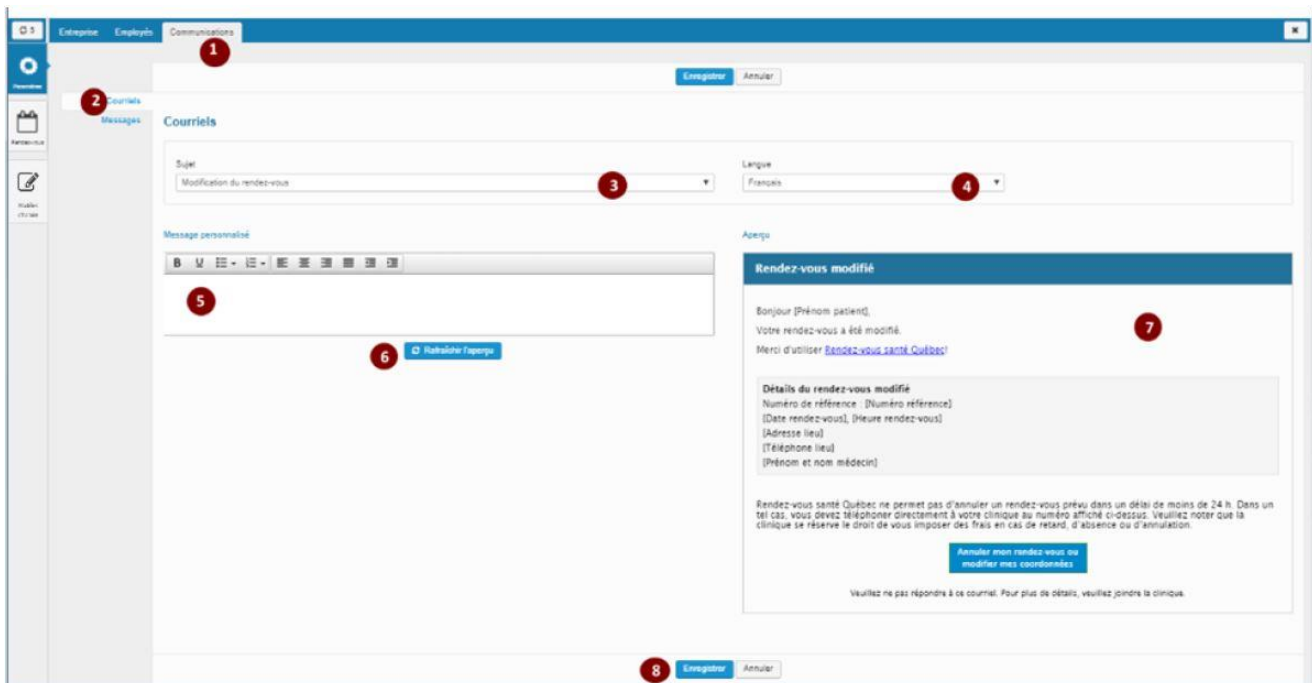 5
Entreprise Employés Communications
1
Enregistrer Annuler
Paramètres
2 Courriels
Messages
Rendez-vous
Courriels
Sujet
Langue
Modification du rendez-vous 3
Français 4
Message personnalisé
Aperçu
B U
5
6 Rafraîchir l'aperçu
Rendez-vous modifié
Bonjour [Prénom patient],
Votre rendez-vous a été modifié.
7
Merci d'utiliser Rendez-vous santé Québec!
Détails du rendez-vous modifié
Numéro de référence : [Numéro référence]
[Date rendez-vous], [Heure rendez-vous]
[Adresse lieu]
[Téléphone lieu]
[Prénom et nom médecin]
Rendez-vous santé Québec ne permet pas d'annuler un rendez-vous prévu dans un délai de moins de 24 h. Dans un
tel cas, vous devez téléphoner directement à votre clinique au numéro affiché ci-dessus. Veuillez noter que la
clinique se réserve le droit de vous imposer des frais en cas de retard, d'absence ou d'annulation.
Annuler mon rendez-vous ou
modifier mes coordonnées
Veuillez ne pas répondre à ce courriel. Pour plus de détails, veuillez joindre la clinique.
8 Enregistrer Annuler